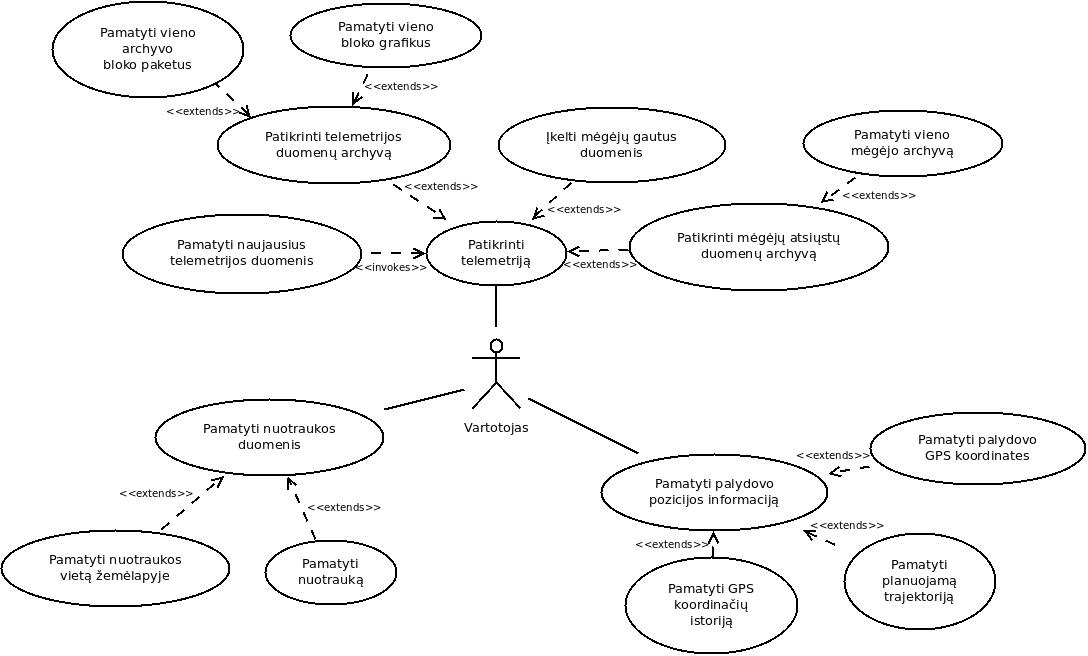 Pamatyti vieno
archyvo
bloko paketus
Pamatyti vieno
bloko grafikus
<<extends>>
<<extends>>
Patikrinti telemetrijos
duomenų archyvą
Įkelti mėgėjų gautus
duomenis
Pamatyti vieno
mėgėjo archyvą
<<extends>>
<<extends>>
<<extends>>
Pamatyti naujausius
telemetrijos duomenis
<<invokes>>
Patikrinti
telemetriją
<<extends>>
Patikrinti mėgėjų atsiųstų
duomenų archyvą
Vartotojas
Pamatyti nuotraukos
duomenis
<<extends>>
<<extends>>
Pamatyti nuotraukos
vietą žemėlapyje
Pamatyti
nuotrauką
Pamatyti palydovo
pozicijos informaciją
<<extends>>
Pamatyti palydovo
GPS koordinates
<<extends>>
<<extends>>
Pamatyti GPS
koordinačių
istoriją
Pamatyti
planuojamą
trajektoriją